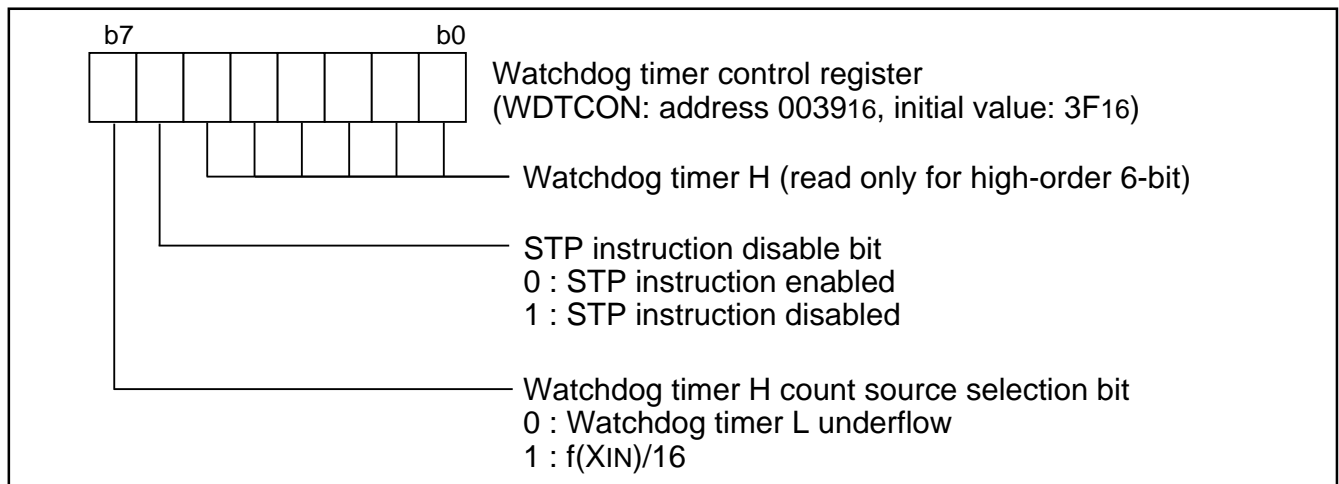 b7 b0
Watchdog timer control register
(WDTCON: address 003916, initial value: 3F16)
Watchdog timer H (read only for high-order 6-bit)
STP instruction disable bit
0 : STP instruction enabled
1 : STP instruction disabled
Watchdog timer H count source selection bit
0 : Watchdog timer L underflow
1 : f(XIN)/16